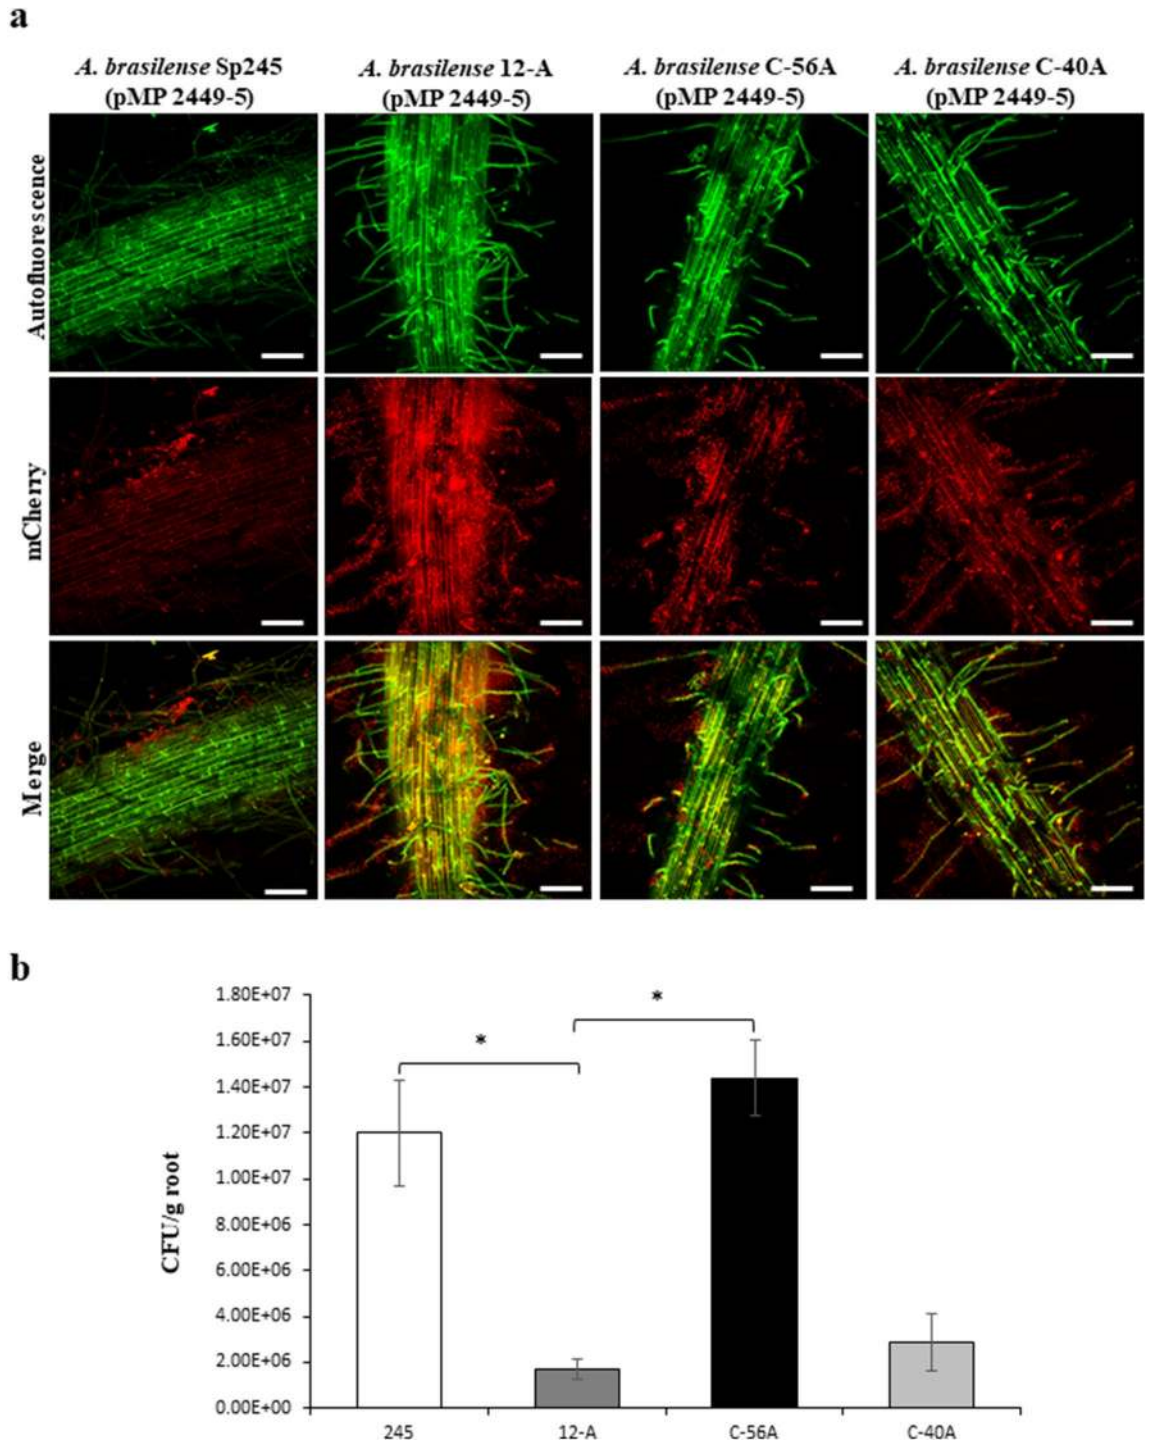 a
A. brasilense Sp245
(pMP 2449-5)
A. brasilense 12-A
(pMP 2449-5)
A. brasilense C-56A
(pMP 2449-5)
A. brasilense C-40A
(pMP 2449-5)
Autofluorescence
mCherry
Merge
b
CFU/g root
1.80E+07
1.60E+07
1.40E+07
1.20E+07
1.00E+07
8.00E+06
6.00E+06
4.00E+06
2.00E+06
0.00E+00
*
*
245
12-A
C-56A
C-40A